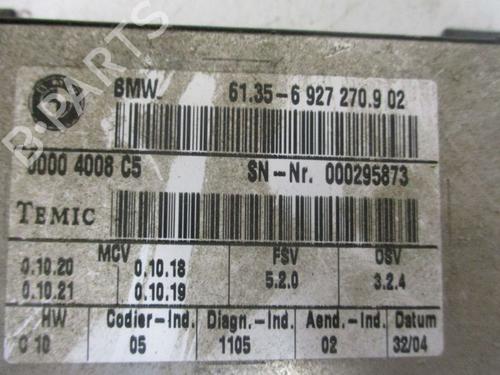 BMW 61.35-6 927 270.9 02
0000 4008 C5 SN-Nr. 000295873
TEMIC
MCV FSV OSV
0.10.20 0.10.18 5.2.0 3.2.4
0.10.21 0.10.19
HW Codier-Ind. Diagn.-Ind. Aend.-Ind. Datum
C 10 05 1105 02 32/04
B-PARTS